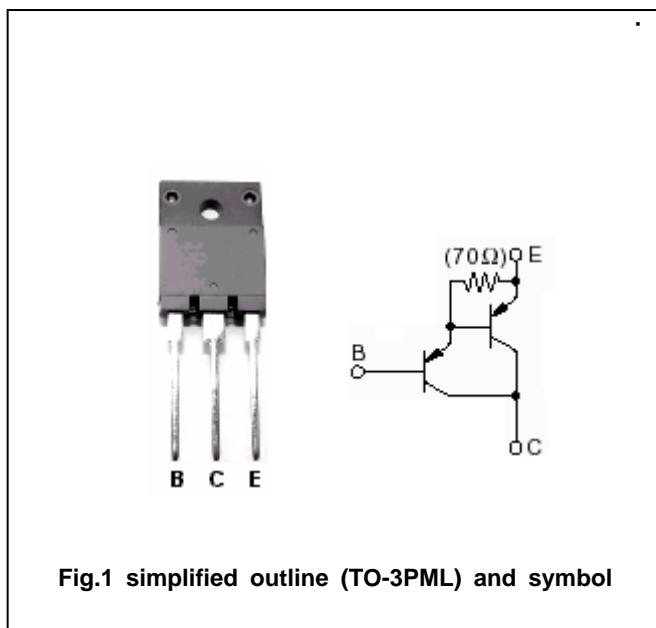 (70Ω) E
B
C
B C E
Fig.1 simplified outline (TO-3PML) and symbol